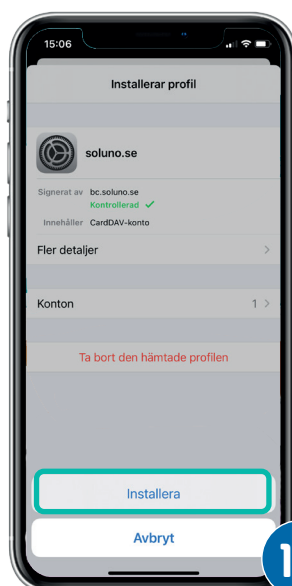 15:06
Installerar profil
soluno.se
Signerat av bc.soluno.se
Kontrollerad
Innehåller CardDAV-konto
Fler detaljer
Konton 1
Ta bort den hämtade profilen
Installera
Avbryt
1